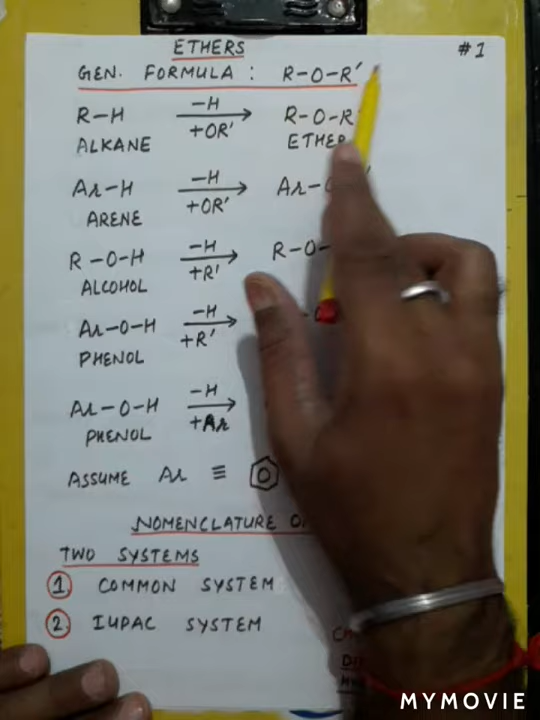 ETHERS
#1
GEN. FORMULA : R-O-R'
R-H -H +OR' R-O-R
ALKANE ETHER
Ar-H -H +OR' Ar-O
ARENE
R-O-H -H +R' R-O-
ALCOHOL
Ar-O-H -H +R'
PHENOL
Ar-O-H -H +Ar
PHENOL
ASSUME Ar ≡
NOMENCLATURE
TWO SYSTEMS
1 COMMON SYSTEM
2 IUPAC SYSTEM
MYMOVIE